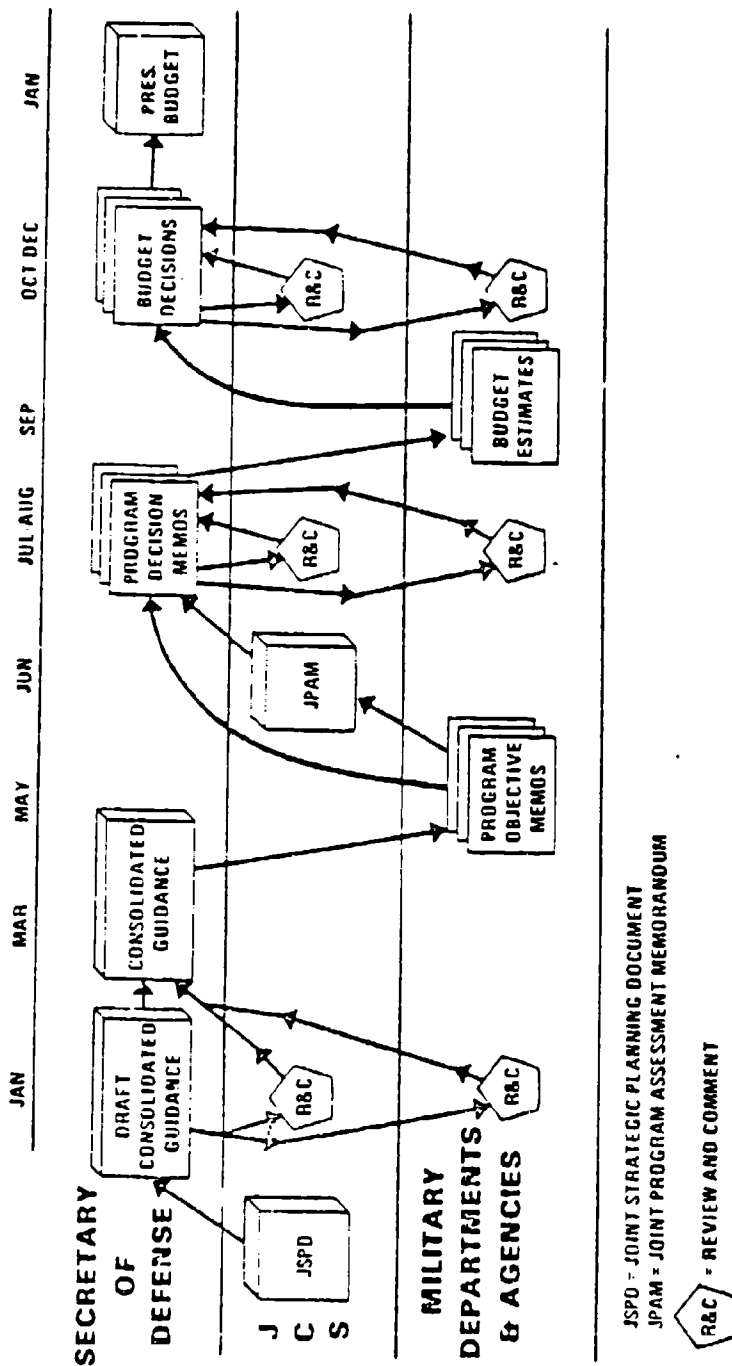 JAN MAR MAY JUN JUL-AUG SEP OCT DEC JAN
SECRETARY
OF
DEFENSE
DRAFT
CONSOLIDATED
GUIDANCE
CONSOLIDATED
GUIDANCE
PROGRAM
DECISION
MEMOS
BUDGET
DECISIONS
PRES.
BUDGET
J
C
S
JSPD
R&C
JPAM
R&C
R&C
MILITARY
DEPARTMENTS
& AGENCIES
R&C
PROGRAM
OBJECTIVE
MEMOS
R&C
BUDGET
ESTIMATES
R&C
JSPD = JOINT STRATEGIC PLANNING DOCUMENT
JPAM = JOINT PROGRAM ASSESSMENT MEMORANDUM
R&C = REVIEW AND COMMENT